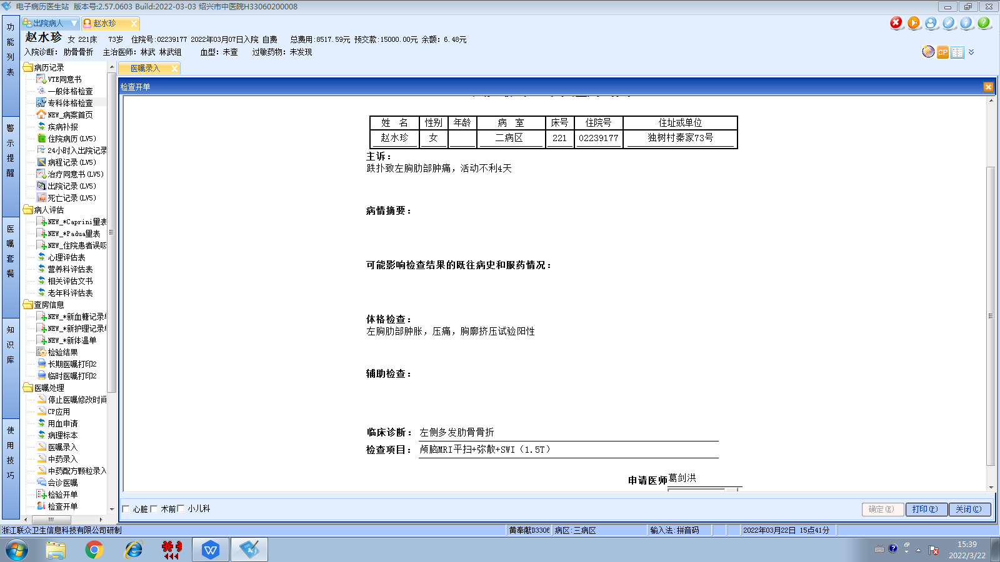 电子病历医生站 版本号:2.57.0603 Build:2022-03-03 绍兴市中医院H33060200008
出院病人
赵水珍
赵水珍 女 221床 73岁 住院号:02239177 2022年03月07日入院 自费 总费用:8517.59元 预交款:15000.00元 余额: 6.48元
入院诊断: 肋骨骨折 主治医师: 林武 林武组 血型: 未查 过敏药物: 未发现
CP
功能列表
警示提醒
医嘱套餐
知识库
使用技巧
病历记录
VTE同意书
一般体格检查
专科体格检查
NEW_病案首页
疾病补报
住院病历(LV5)
24小时入出院记录
病程记录(LV5)
治疗同意书(LV5)
出院记录(LV5)
死亡记录(LV5)
病人评估
NEW_*Caprini量表
NEW_*Padua量表
NEW_住院患者误吸
心理评估表
营养科评估表
相关评估文书
老年科评估表
查房信息
NEW_*新血糖记录单
NEW_*新护理记录单
NEW_*新体温单
检验结果
长期医嘱打印2
临时医嘱打印2
医嘱处理
停止医嘱修改时间
CP应用
用血申请
病理标本
医嘱录入
中药录入
中药配方颗粒录入
会诊医嘱
检验开单
检查开单
医嘱录入
检查开单
姓 名 性别 年龄 病 室 床号 住院号 住址或单位
赵水珍 女 二病区 221 02239177 独树村秦家73号
主诉:
跌扑致左胸肋部肿痛，活动不利4天
病情摘要:
可能影响检查结果的既往病史和服药情况:
体格检查:
左胸肋部肿胀，压痛，胸廓挤压试验阳性
辅助检查:
临床诊断: 左侧多发肋骨骨折
检查项目: 颅脑MRI平扫+弥散+SWI（1.5T）
申请医师 葛剑洪
心脏 术前 小儿科
确定(E) 打印(P) 关闭(C)
浙江联众卫生信息科技有限公司研制 黄奉献D3306 病区:三病区 输入法:拼音码 2022年03月22日 15点41分
15:39
2022/3/22